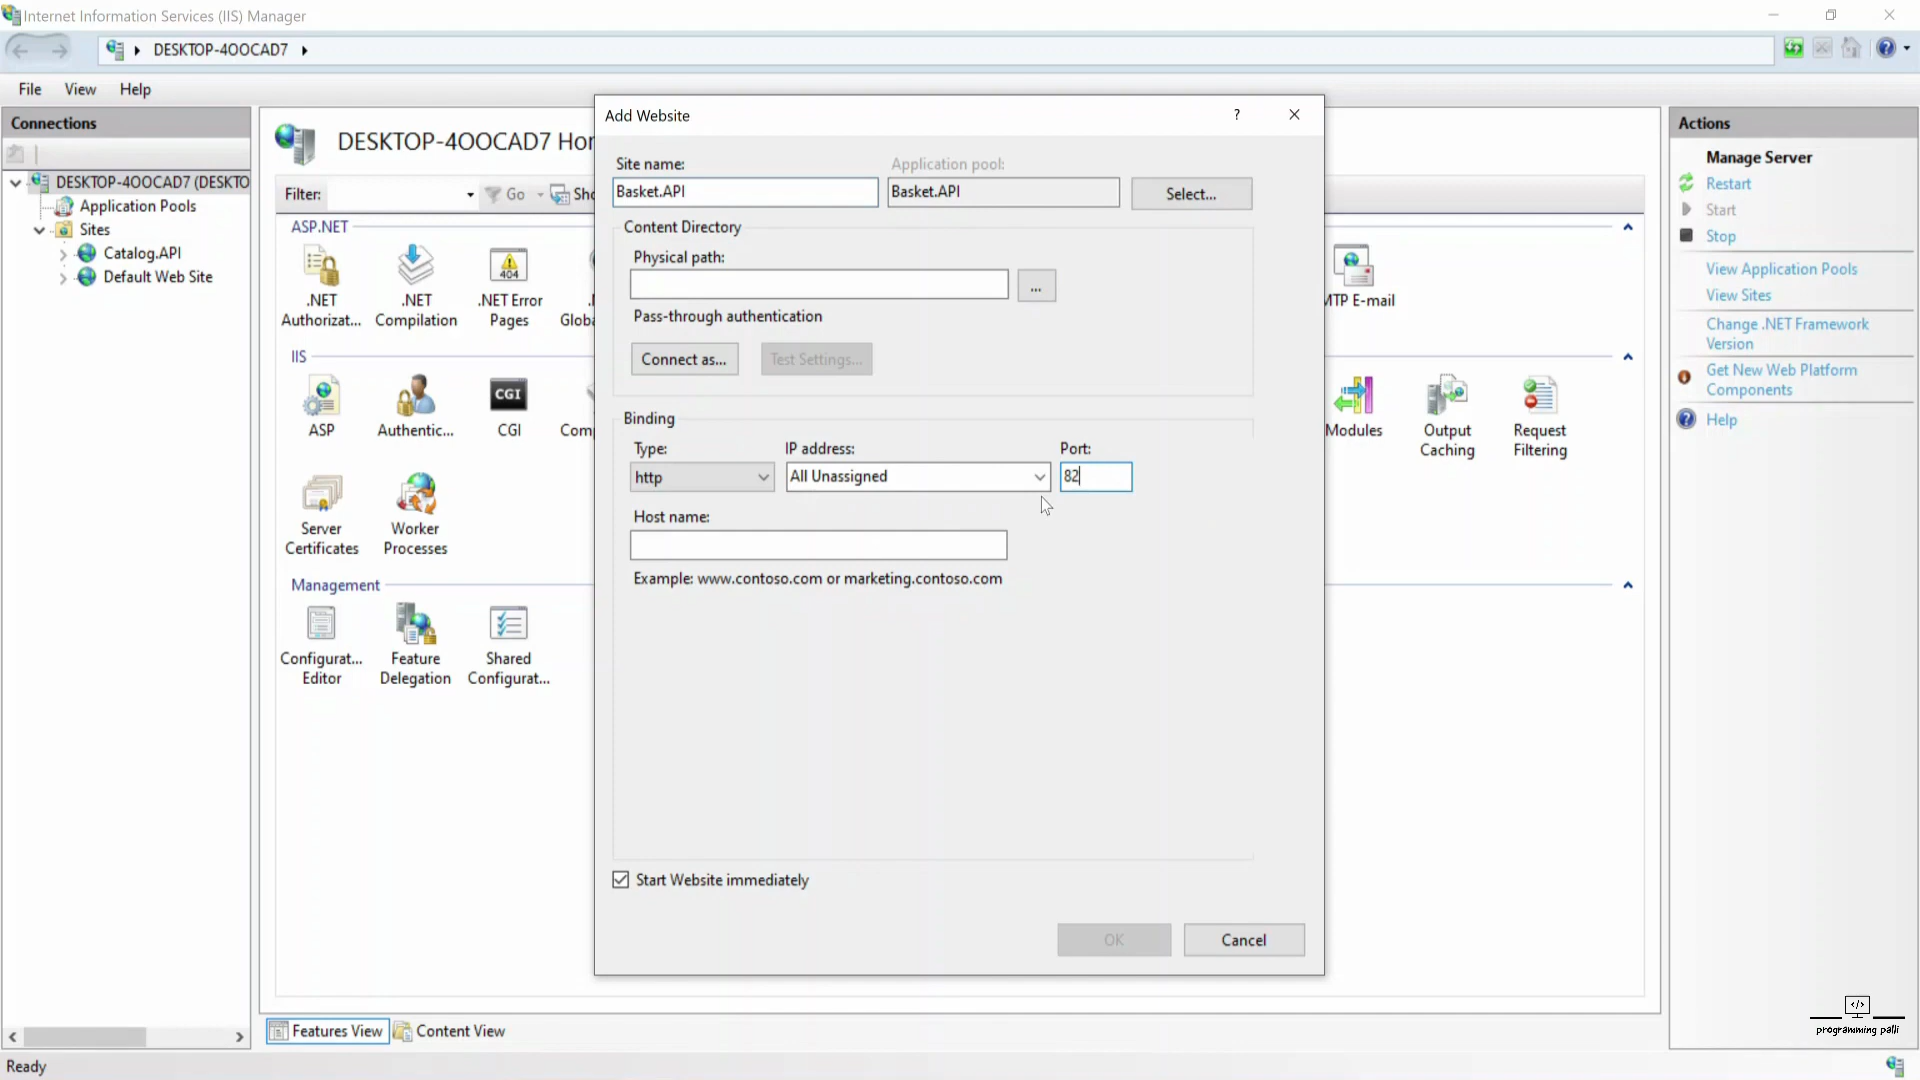 Internet Information Services (IIS) Manager
DESKTOP-4OOCAD7
File View Help
Connections
DESKTOP-4OOCAD7 (DESKTO
Application Pools
Sites
Catalog.API
Default Web Site
DESKTOP-4OOCAD7 Hor
Filter:
Go
Sho
ASP.NET
.NET Authorizat...
.NET Compilation
.NET Error Pages
Globa
MTP E-mail
IIS
ASP
Authentic...
CGI
Comp
Modules
Output Caching
Request Filtering
Server Certificates
Worker Processes
Management
Configurat... Editor
Feature Delegation
Shared Configurat...
Features View
Content View
Ready
Add Website
?
Site name:
Application pool:
Basket.API
Basket.API
Select...
Content Directory
Physical path:
...
Pass-through authentication
Connect as...
Test Settings...
Binding
Type:
IP address:
Port:
http
All Unassigned
82
Host name:
Example: www.contoso.com or marketing.contoso.com
Start Website immediately
OK
Cancel
Actions
Manage Server
Restart
Start
Stop
View Application Pools
View Sites
Change .NET Framework
Version
Get New Web Platform
Components
Help
programming palli